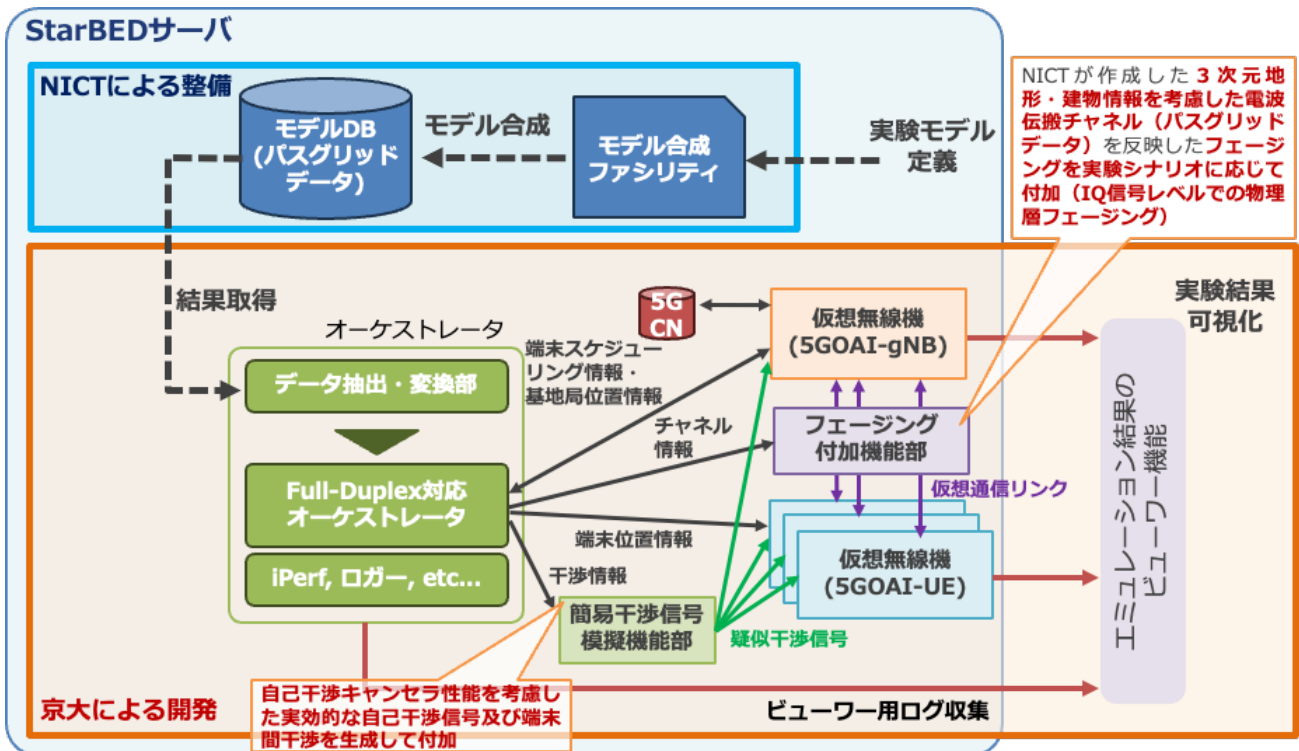 StarBEDサーバ
NICTによる整備
モデルDB
(パスグリッド
データ)
モデル合成
モデル合成
ファシリティ
実験モデル
定義
NICTが作成した３次元地
形・建物情報を考慮した電波
伝搬チャネル（パスグリッド
データ）を反映したフェージ
ングを実験シナリオに応じて
付加（IQ信号レベルでの物理
層フェージング）
結果取得
オーケストレータ
データ抽出・変換部
Full-Duplex対応
オーケストレータ
iPerf, ロガー, etc...
5G
CN
端末スケジュー
リング情報・
基地局位置情報
チャネル
情報
端末位置情報
干渉情報
仮想無線機
(5GOAI-gNB)
フェージング
付加機能部
仮想通信リンク
仮想無線機
(5GOAI-UE)
簡易干渉信号
模擬機能部
疑似干渉信号
実験結果
可視化
エミュレーション結果の
ビューワー機能
自己干渉キャンセラ性能を考慮し
た実効的な自己干渉信号及び端末
間干渉を生成して付加
京大による開発
ビューワー用ログ収集